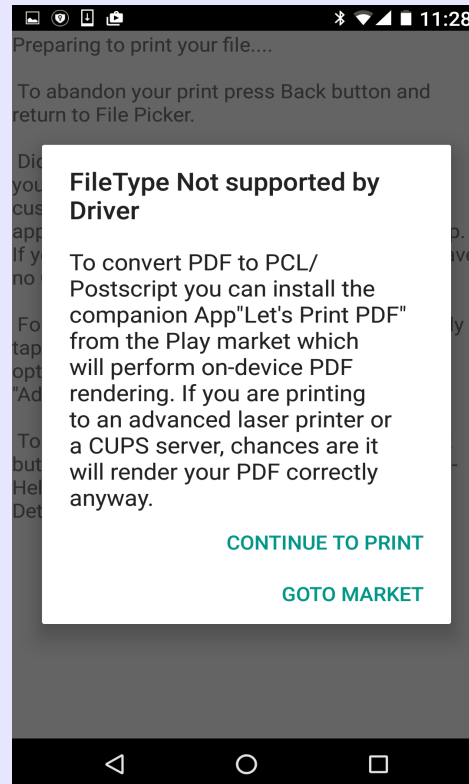 11:28
Preparing to print your file....
To abandon your print press Back button and
return to File Picker.
FileType Not supported by
Driver
To convert PDF to PCL/
Postscript you can install the
companion App"Let's Print PDF"
from the Play market which
will perform on-device PDF
rendering. If you are printing
to an advanced laser printer or
a CUPS server, chances are it
will render your PDF correctly
anyway.
CONTINUE TO PRINT
GOTO MARKET